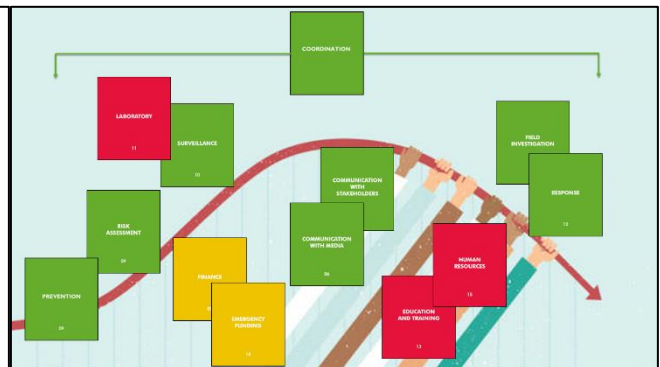 COORDINATION
LABORATORY
11
SURVEILLANCE
10
FIELD
INVESTIGATION
RESPONSE
12
COMMUNICATION
WITH
STAKEHOLDERS
RISK
ASSESSMENT
COMMUNICATION
WITH MEDIA
HUMAN
RESOURCES
15
FINANCE
PREVENTION
EMERGENCY
FUNDING
EDUCATION
AND TRAINING
13